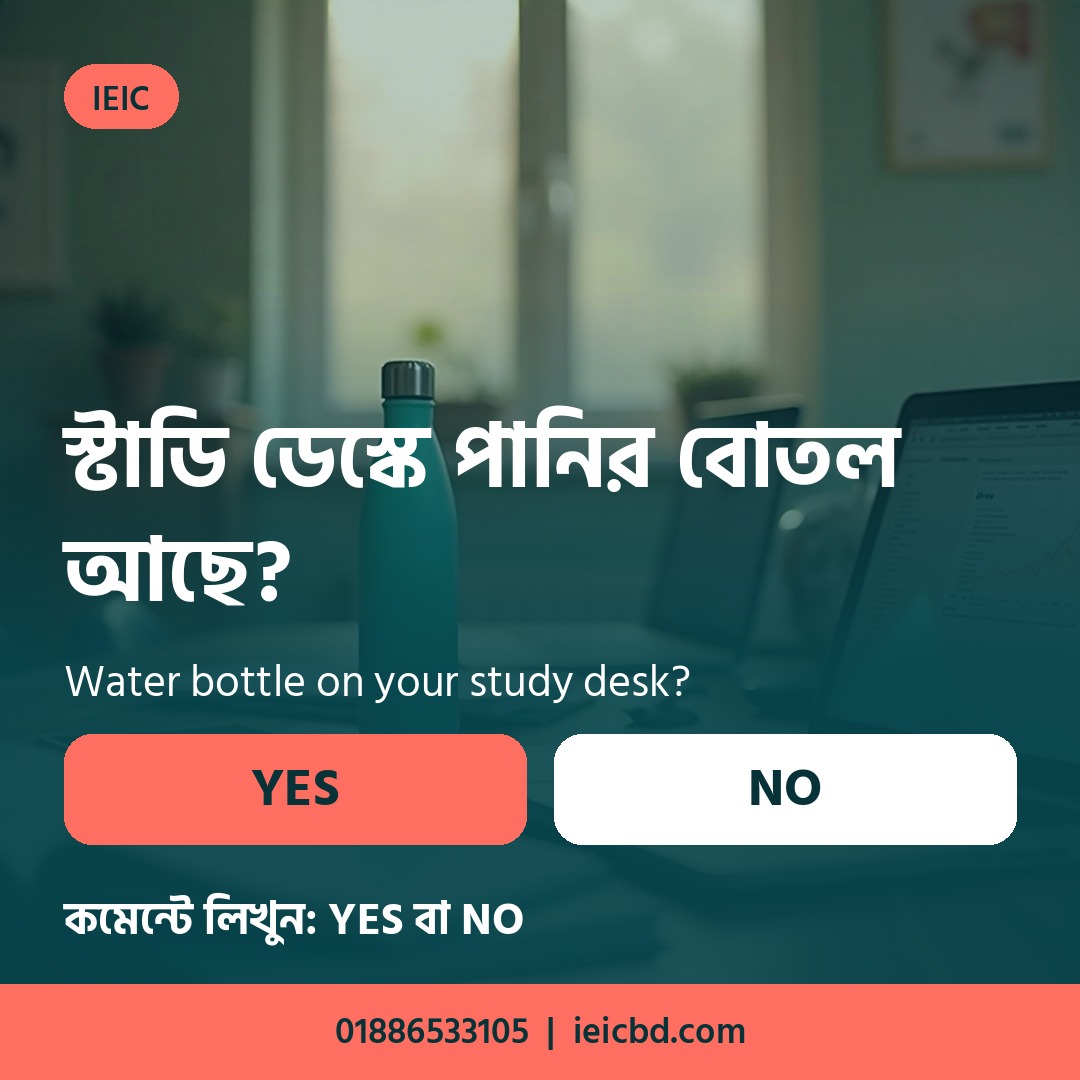 IEIC
স্টাডি ডেস্কে পানির বোতল
আছে?
Water bottle on your study desk?
YES
NO
কমেন্টে লিখুন: YES বা NO
01886533105 | ieicbd.com